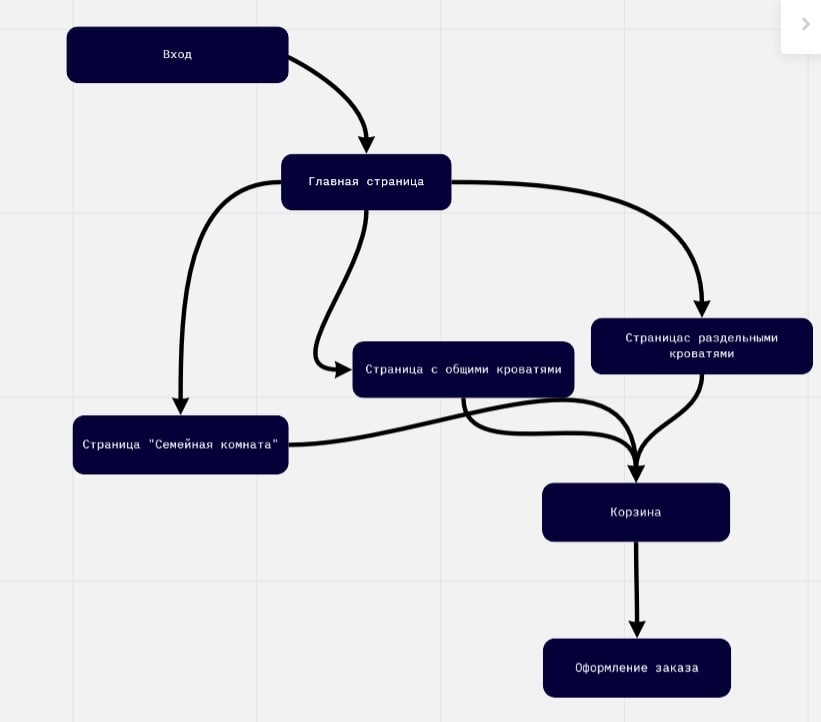 Вход
Главная страница
Страницас раздельными
кроватями
Страница с общими кроватями
Страница "Семейная комната"
Корзина
Оформление заказа